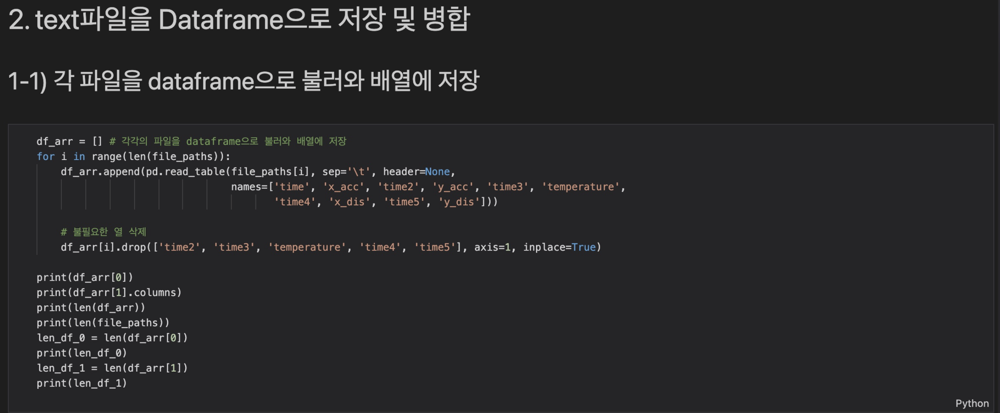 2. text파일을 Dataframe으로 저장 및 병합
1-1) 각 파일을 dataframe으로 불러와 배열에 저장
df_arr = [] # 각각의 파일을 dataframe으로 불러와 배열에 저장
for i in range(len(file_paths)):
    df_arr.append(pd.read_table(file_paths[i], sep='\t', header=None,
                                names=['time', 'x_acc', 'time2', 'y_acc', 'time3', 'temperature',
                                       'time4', 'x_dis', 'time5', 'y_dis']))
    # 불필요한 열 삭제
    df_arr[i].drop(['time2', 'time3', 'temperature', 'time4', 'time5'], axis=1, inplace=True)
print(df_arr[0])
print(df_arr[1].columns)
print(len(df_arr))
print(len(file_paths))
len_df_0 = len(df_arr[0])
print(len_df_0)
len_df_1 = len(df_arr[1])
print(len_df_1)
Python